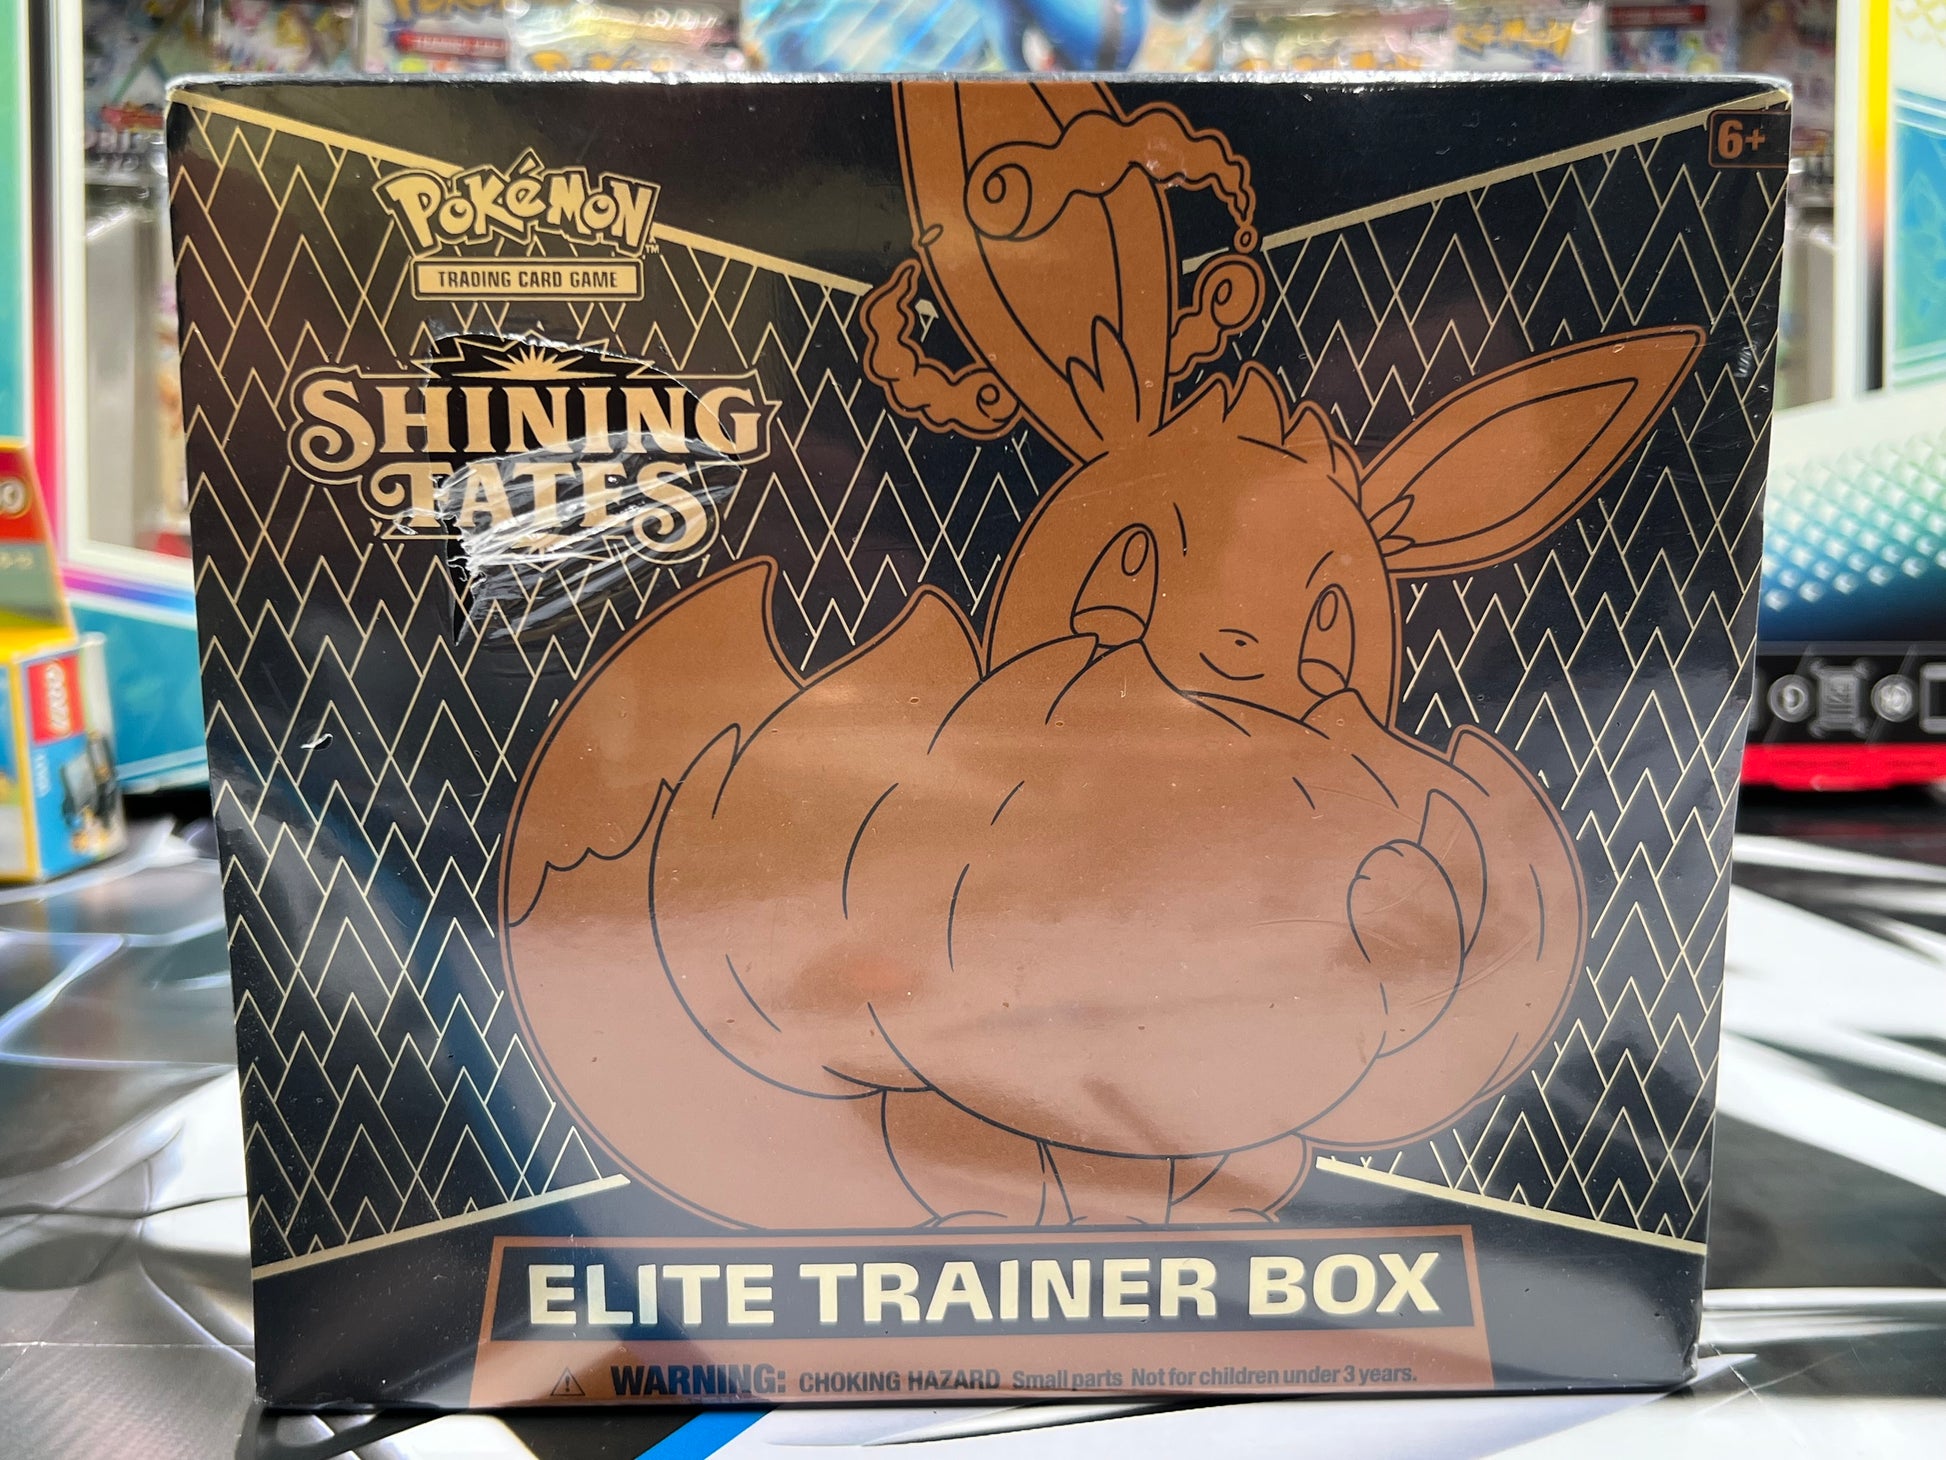 6+
POKéMON
TM
TRADING CARD GAME
SHINING
FATES
ELITE TRAINER BOX
WARNING: CHOKING HAZARD Small parts Not for children under 3 years.